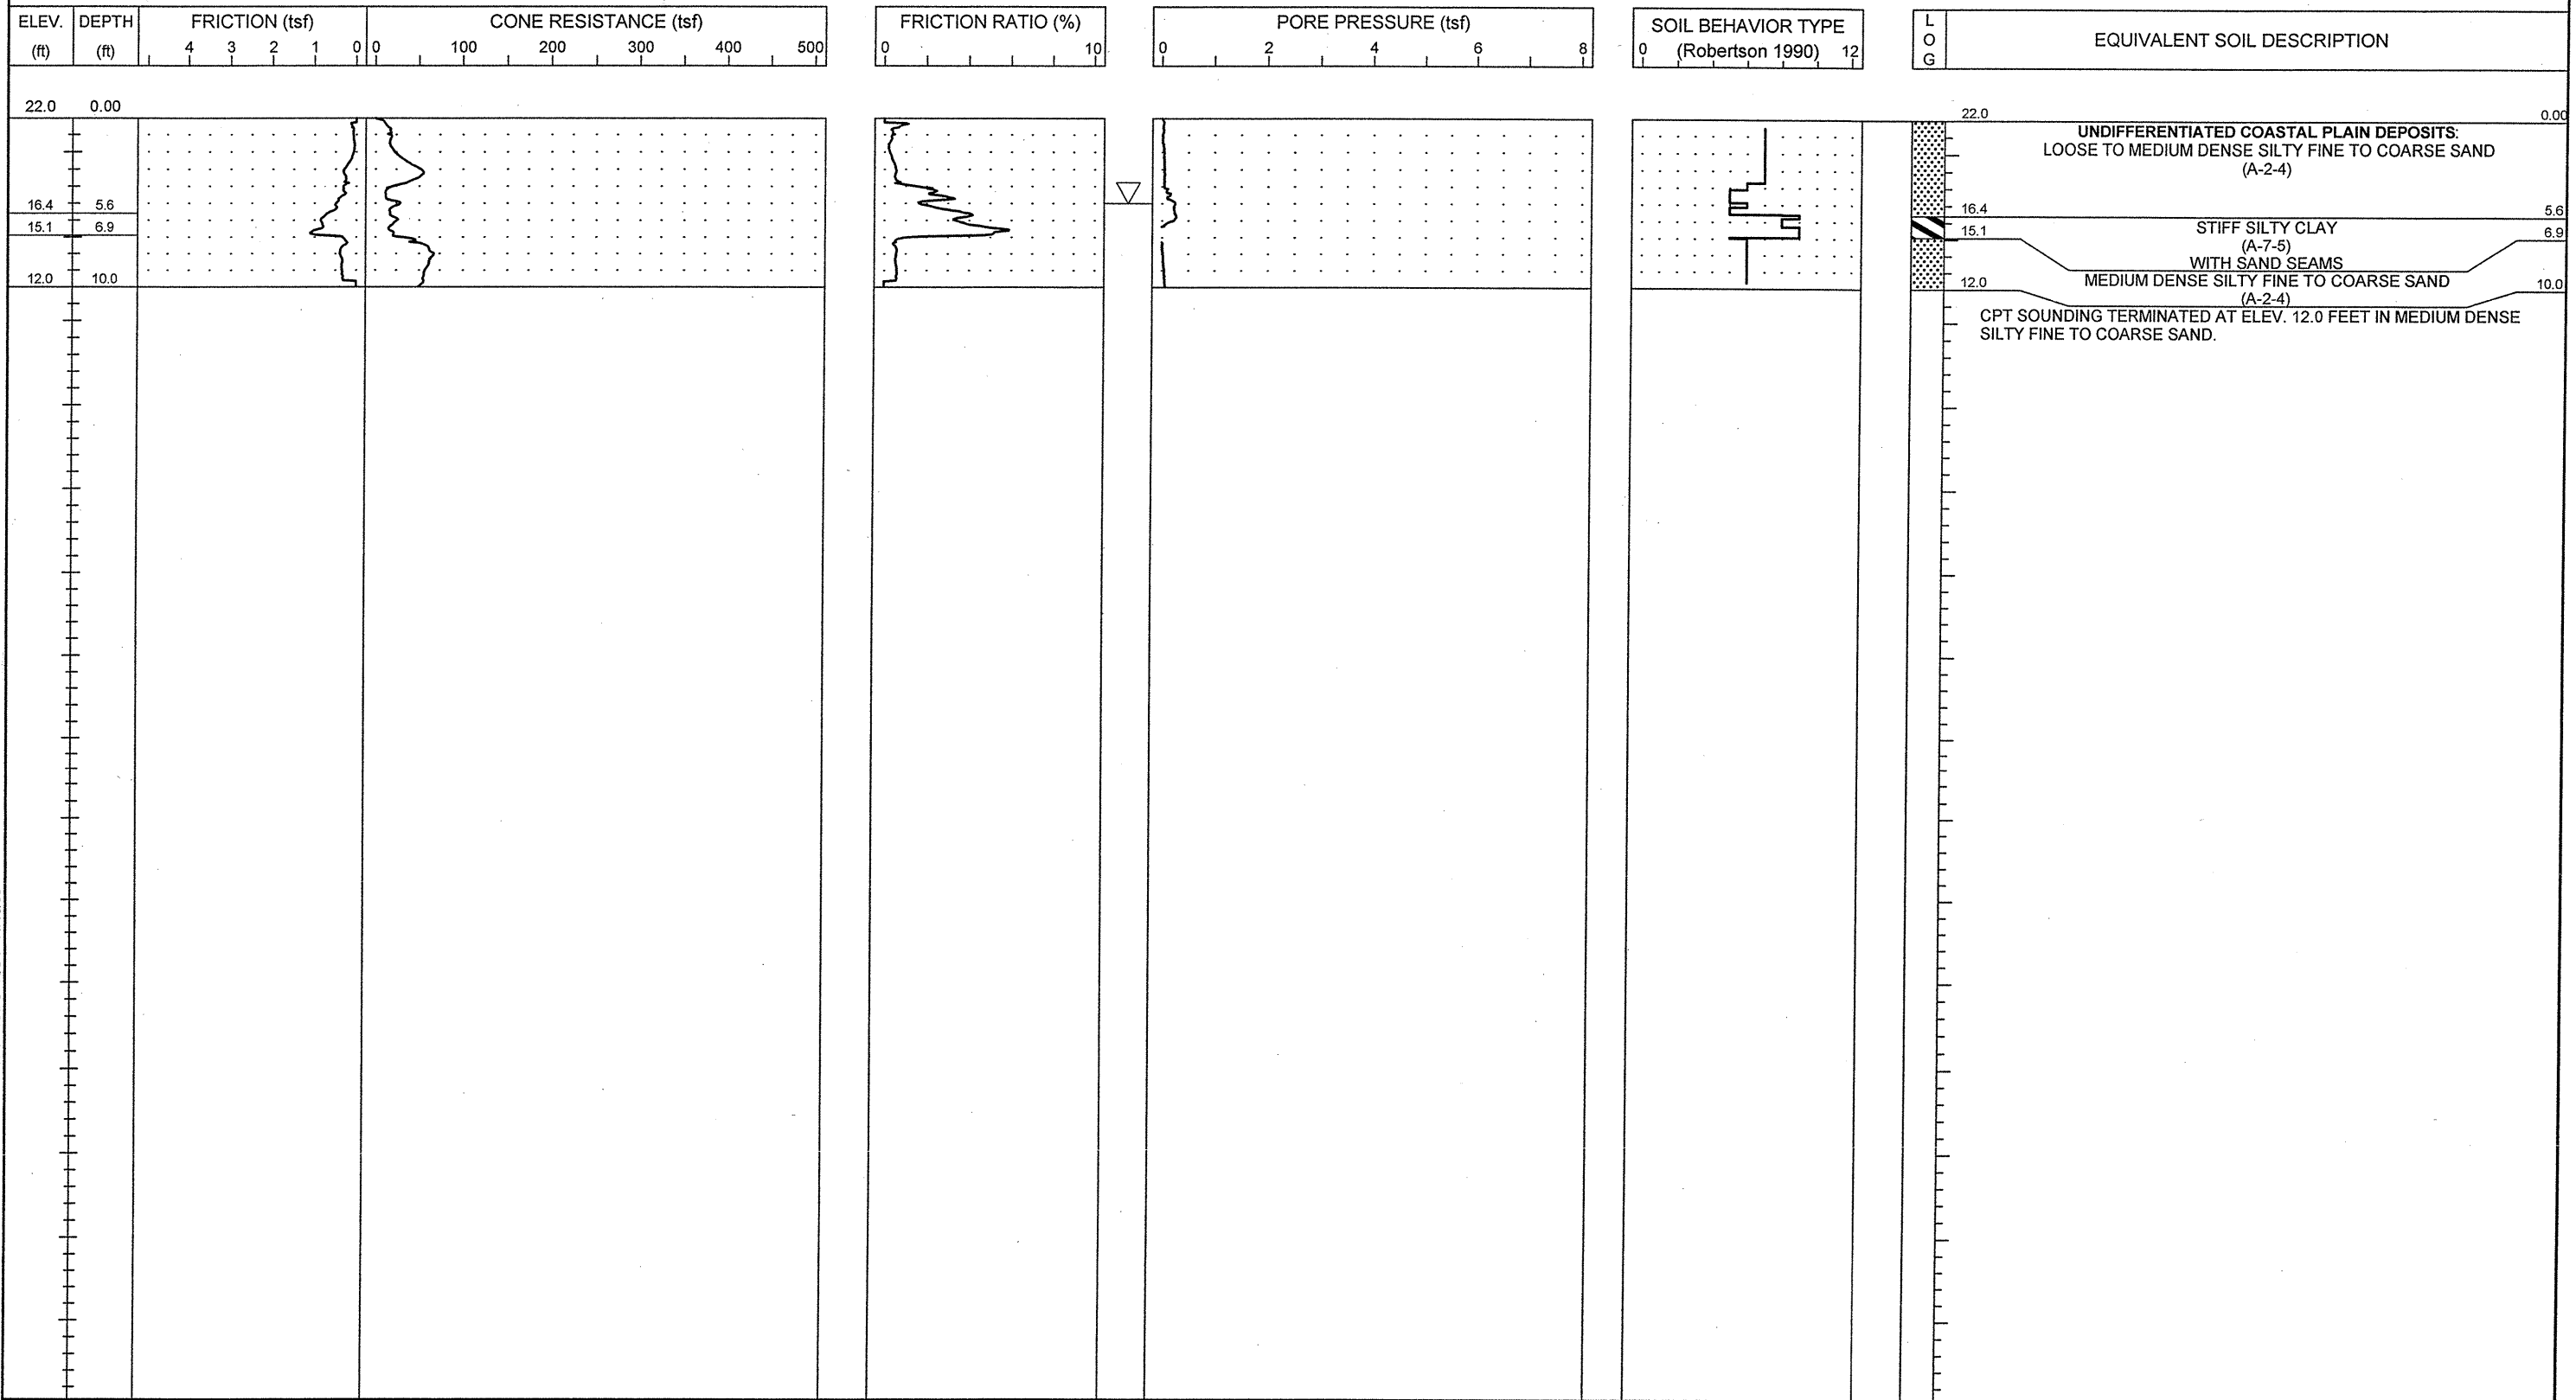 ELEV. DEPTH FRICTION (tsf) CONE RESISTANCE (tsf) FRICTION RATIO (%) PORE PRESSURE (tsf) SOIL BEHAVIOR TYPE L
(ft) (ft) 4 3 2 1 0 0 100 200 300 400 500 0 10 0 2 4 6 8 0 (Robertson 1990) 12 O EQUIVALENT SOIL DESCRIPTION
G
22.0 0.00 22.0 0.00
UNDIFFERENTIATED COASTAL PLAIN DEPOSITS:
LOOSE TO MEDIUM DENSE SILTY FINE TO COARSE SAND
(A-2-4)
16.4 5.6 16.4 5.6
STIFF SILTY CLAY
15.1 6.9 15.1 6.9
(A-7-5)
WITH SAND SEAMS
MEDIUM DENSE SILTY FINE TO COARSE SAND
12.0 10.0 12.0 10.0
(A-2-4)
CPT SOUNDING TERMINATED AT ELEV. 12.0 FEET IN MEDIUM DENSE
SILTY FINE TO COARSE SAND.